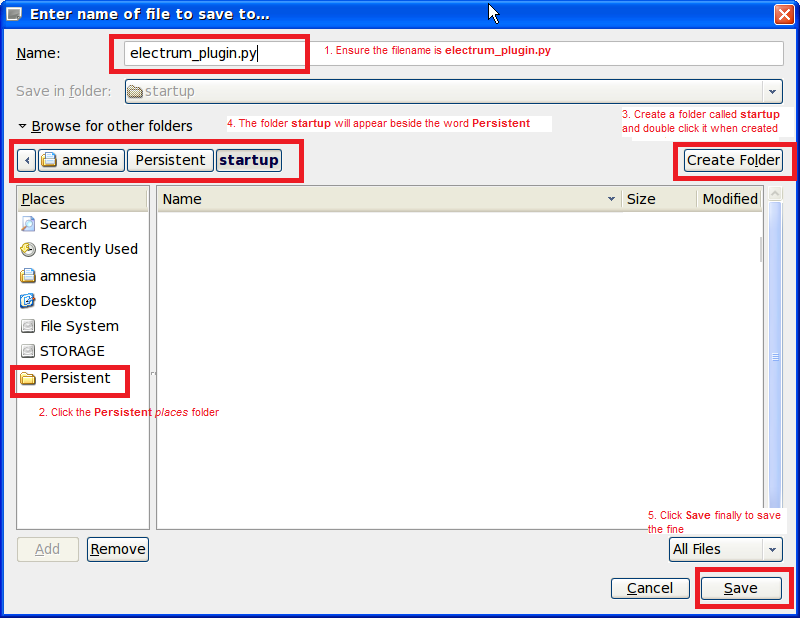 Enter name of file to save to...
Name:
electrum_plugin.py
1. Ensure the filename is electrum_plugin.py
Save in folder:
startup
Browse for other folders
4. The folder startup will appear beside the word Persistent
3. Create a folder called startup
and double click it when created
amnesia
Persistent
startup
Create Folder
Places
Name
Size
Modified
Search
Recently Used
amnesia
Desktop
File System
STORAGE
Persistent
2. Click the Persistent places folder
5. Click Save finally to save
the fine
Add
Remove
All Files
Cancel
Save